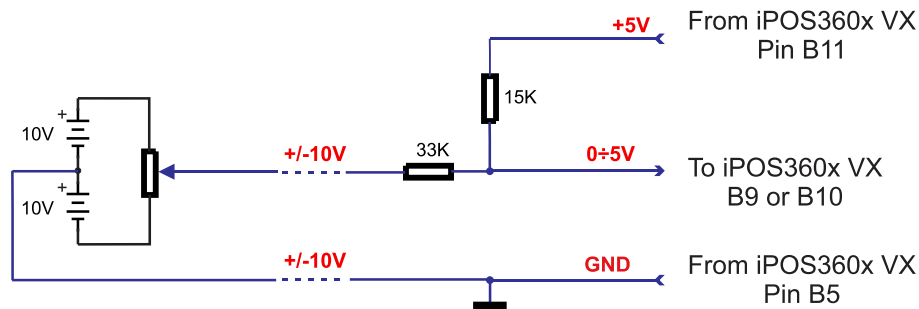 +5V
From iPOS360x VX
Pin B11
15K
+
10V
+/-10V
33K
0÷5V
To iPOS360x VX
B9 or B10
+
10V
+/-10V
GND
From iPOS360x VX
Pin B5